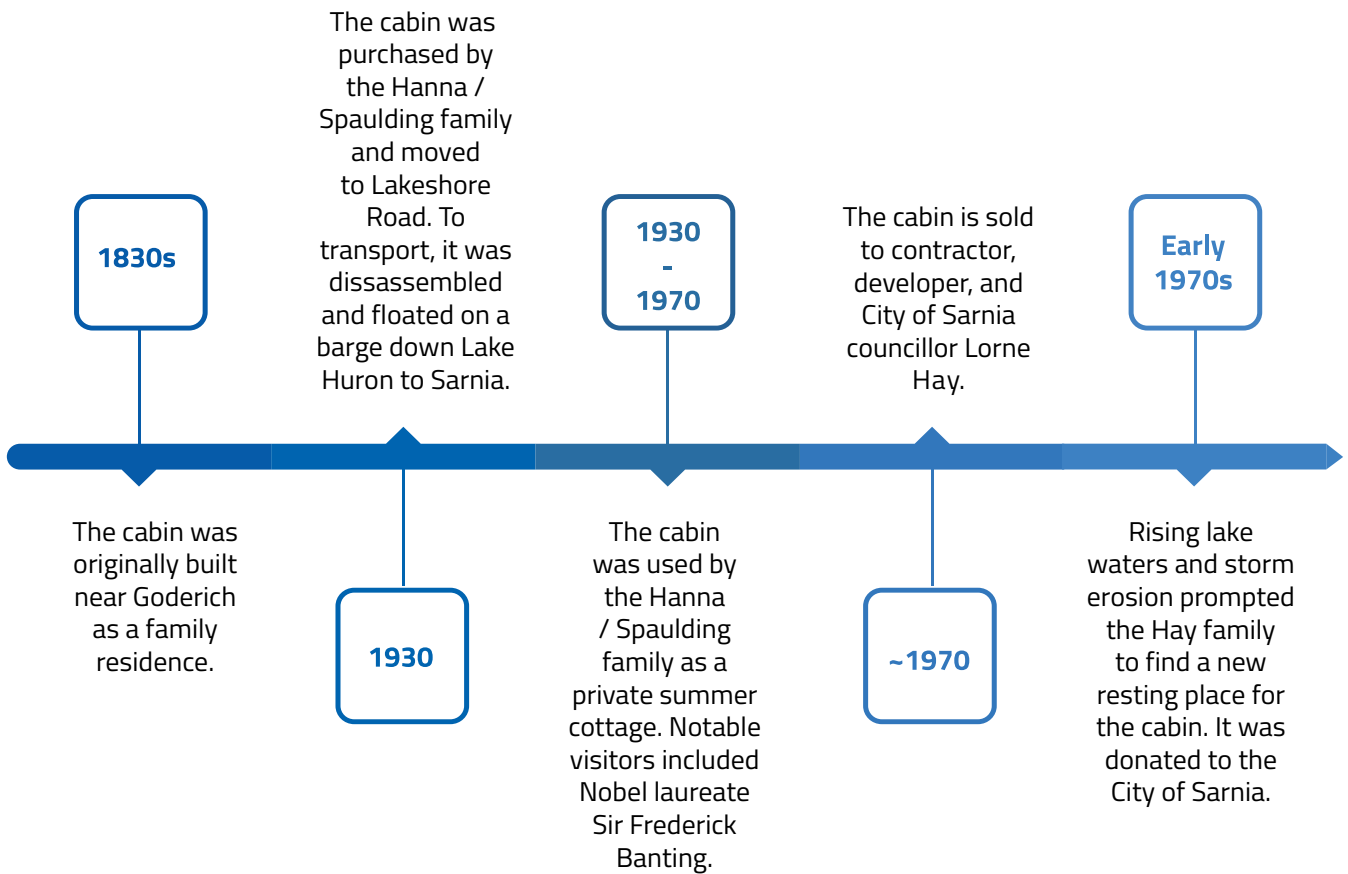 1830s
The cabin was
originally built
near Goderich
as a family
residence.
The cabin was
purchased by
the Hanna /
Spaulding family
and moved
to Lakeshore
Road. To
transport, it was
dissassembled
and floated on a
barge down Lake
Huron to Sarnia.
1930
1930
-
1970
The cabin
was used by
the Hanna
/ Spaulding
family as a
private summer
cottage. Notable
visitors included
Nobel laureate
Sir Frederick
Banting.
The cabin is sold
to contractor,
developer, and
City of Sarnia
councillor Lorne
Hay.
~1970
Early
1970s
Rising lake
waters and storm
erosion prompted
the Hay family
to find a new
resting place for
the cabin. It was
donated to the
City of Sarnia.